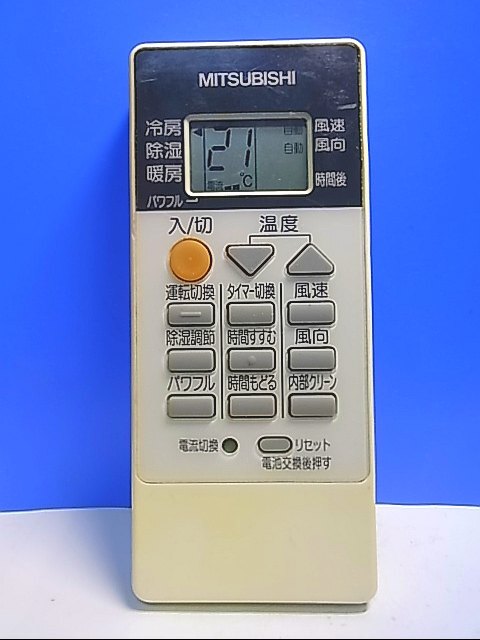 MITSUBISHI
冷房 自動 風速
除湿 21 自動 風向
暖房 ℃ 時間後
電流
パワフル
入/切 温度
運転切換 タイマー切換 風速
除湿調節 時間すすむ 風向
パワフル 時間もどる 内部クリーン
電流切換 リセット
電池交換後押す